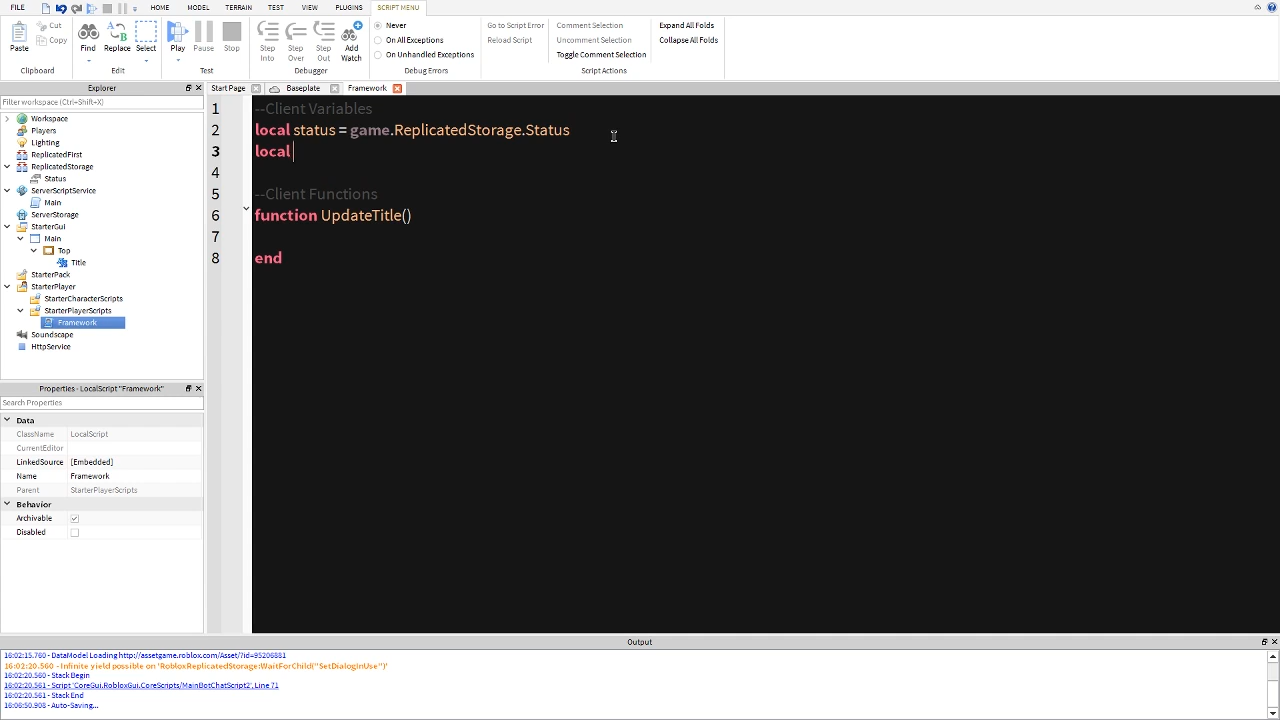 FILE HOME MODEL TERRAIN TEST VIEW PLUGINS SCRIPT MENU
Paste
Cut
Copy
Clipboard
Find
Replace
Select
Edit
Play
Pause
Stop
Test
Step Into
Step Over
Step Out
Add Watch
Debugger
Never
On All Exceptions
On Unhandled Exceptions
Debug Errors
Go to Script Error
Reload Script
Comment Selection
Uncomment Selection
Toggle Comment Selection
Script Actions
Expand All Folds
Collapse All Folds
Explorer
Filter workspace (Ctrl+Shift+X)
Workspace
Players
Lighting
ReplicatedFirst
ReplicatedStorage
Status
ServerScriptService
Main
ServerStorage
StarterGui
Main
Top
Title
StarterPack
StarterPlayer
StarterCharacterScripts
StarterPlayerScripts
Framework
Soundscape
HttpService
Properties - LocalScript "Framework"
Search Properties
Data
ClassName LocalScript
CurrentEditor
LinkedSource [Embedded]
Name Framework
Parent StarterPlayerScripts
Behavior
Archivable
Disabled
Start Page Baseplate Framework
1 --Client Variables
2 local status = game.ReplicatedStorage.Status
3 local
4
5 --Client Functions
6 function UpdateTitle()
7
8 end
Output
16:02:15.760 - DataModel Loading http://assetgame.roblox.com/Asset/?id=95206881
16:02:20.560 - Infinite yield possible on 'RobloxReplicatedStorage:WaitForChild("SetDialogInUse")'
16:02:20.560 - Stack Begin
16:02:20.561 - Script 'CoreGui.RobloxGui.CoreScripts/MainBotChatScript2', Line 71
16:02:20.561 - Stack End
16:06:50.908 - Auto-Saving...